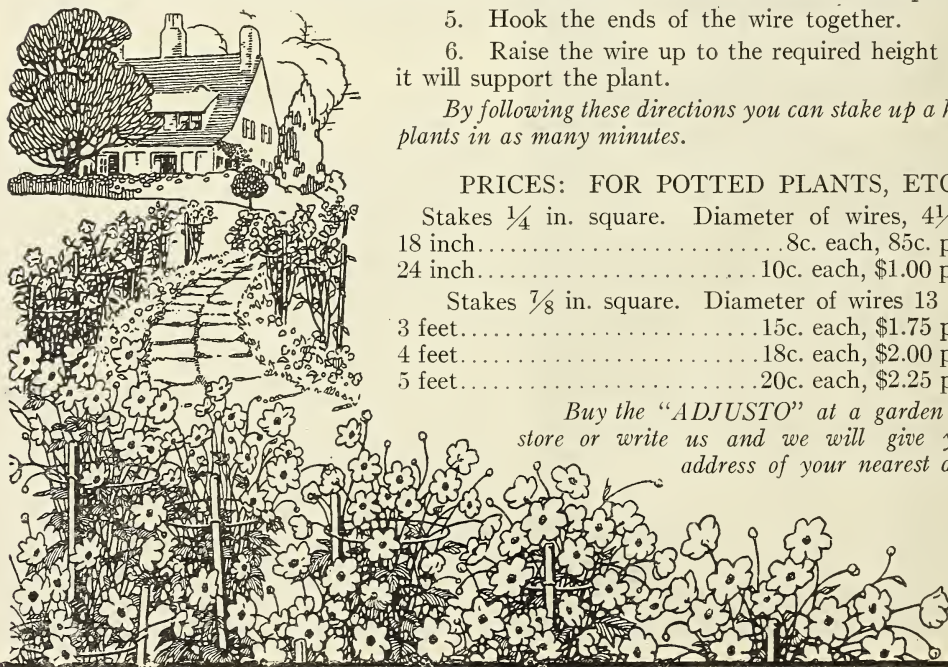 5. Hook the ends of the wire together.
6. Raise the wire up to the required height
it will support the plant.
By following these directions you can stake up a
plants in as many minutes.
PRICES: FOR POTTED PLANTS, ETC
Stakes ¼ in. square. Diameter of wires, 4
18 inch.............................8c. each, 85c. p
24 inch..........................10c. each, $1.00 p
Stakes ⅞ in. square. Diameter of wires 13
3 feet............................15c. each, $1.75 p
4 feet............................18c. each, $2.00 p
5 feet............................20c. each, $2.25 p
Buy the "ADJUSTO" at a garden
store or write us and we will give
address of your nearest